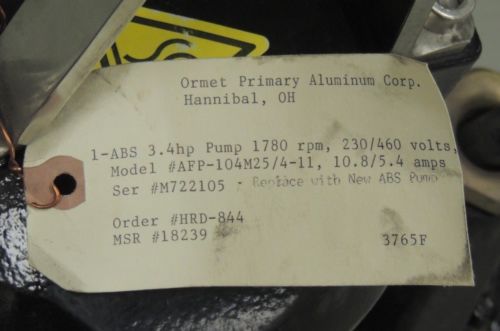 Ormet Primary Aluminum Corp.
Hannibal, OH
1-ABS 3.4hp Pump 1780 rpm, 230/460 volts,
Model #AFP-104M25/4-11, 10.8/5.4 amps
Ser #M722105 - Replace with New ABS Pump
Order #HRD-844
MSR #18239
3765F